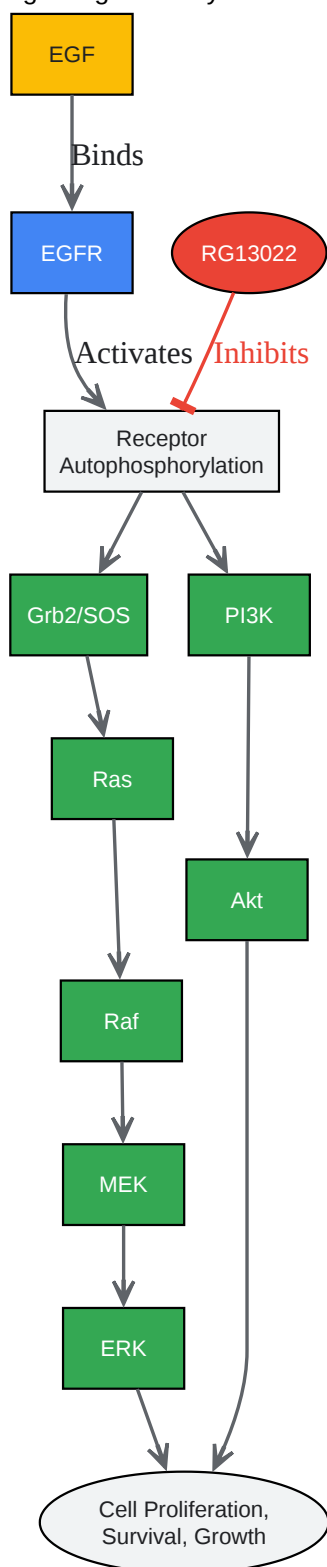 EGF
Binds
EGFR
RG13022
Activates
Inhibits
Receptor
Autophosphorylation
Grb2/SOS
PI3K
Ras
Akt
Raf
MEK
ERK
Cell Proliferation,
Survival, Growth